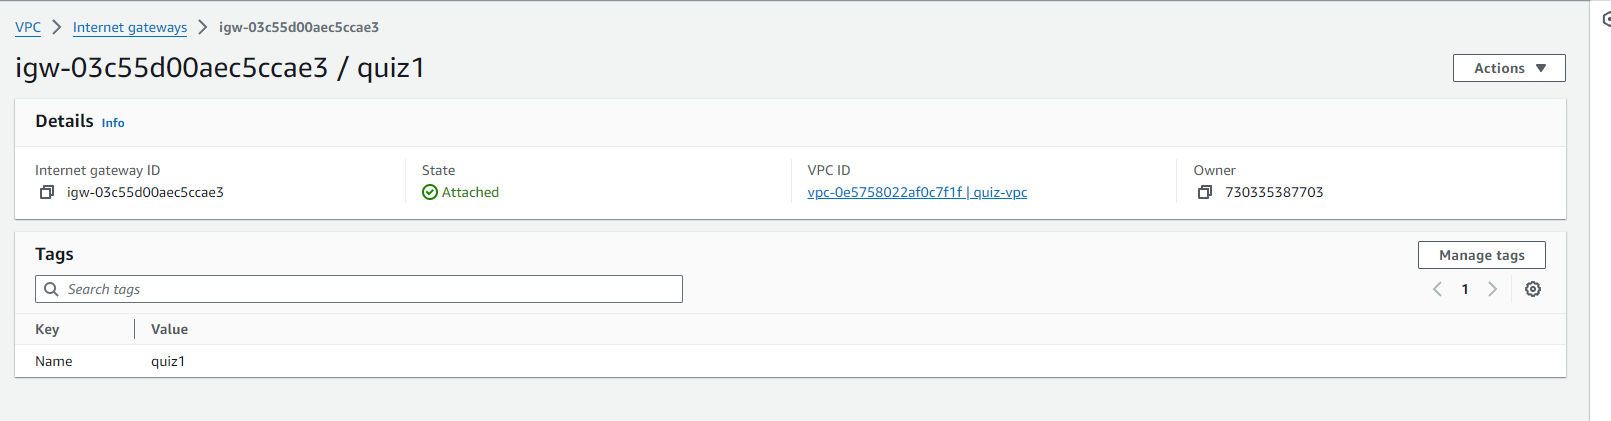 VPC > Internet gateways > igw-03c55d00aec5ccae3
igw-03c55d00aec5ccae3 / quiz1
Actions
Details Info
Internet gateway ID
igw-03c55d00aec5ccae3
State
Attached
VPC ID
vpc-0e5758022af0c7f1f | quiz-vpc
Owner
730335387703
Tags
Manage tags
Search tags
1
Key Value
Name quiz1